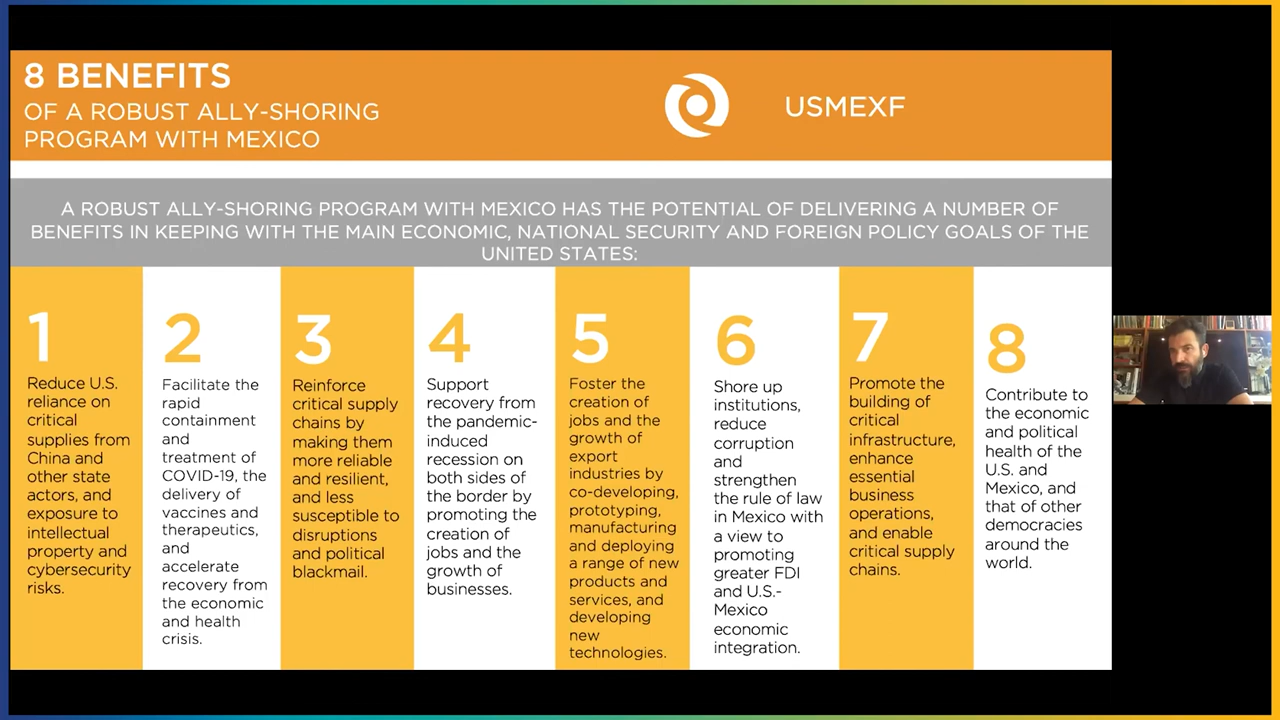 8 BENEFITS
OF A ROBUST ALLY-SHORING
PROGRAM WITH MEXICO
USMEXF
A ROBUST ALLY-SHORING PROGRAM WITH MEXICO HAS THE POTENTIAL OF DELIVERING A NUMBER OF
BENEFITS IN KEEPING WITH THE MAIN ECONOMIC, NATIONAL SECURITY AND FOREIGN POLICY GOALS OF THE
UNITED STATES:
1
Reduce U.S.
reliance on
critical
supplies from
China and
other state
actors, and
exposure to
intellectual
property and
cybersecurity
risks.
2
Facilitate the
rapid
containment
and
treatment of
COVID-19, the
delivery of
vaccines and
therapeutics,
and
accelerate
recovery from
the economic
and health
crisis.
3
Reinforce
critical supply
chains by
making them
more reliable
and resilient,
and less
susceptible to
disruptions
and political
blackmail.
4
Support
recovery from
the pandemic-
induced
recession on
both sides of
the border by
promoting the
creation of
jobs and the
growth of
businesses.
5
Foster the
creation of
jobs and the
growth of
export
industries by
co-developing,
prototyping,
manufacturing
and deploying
a range of new
products and
services, and
developing
new
technologies.
6
Shore up
institutions,
reduce
corruption
and
strengthen
the rule of law
in Mexico with
a view to
promoting
greater FDI
and U.S.-
Mexico
economic
integration.
7
Promote the
building of
critical
infrastructure,
enhance
essential
business
operations,
and enable
critical supply
chains.
8
Contribute to
the economic
and political
health of the
U.S. and
Mexico, and
that of other
democracies
around the
world.